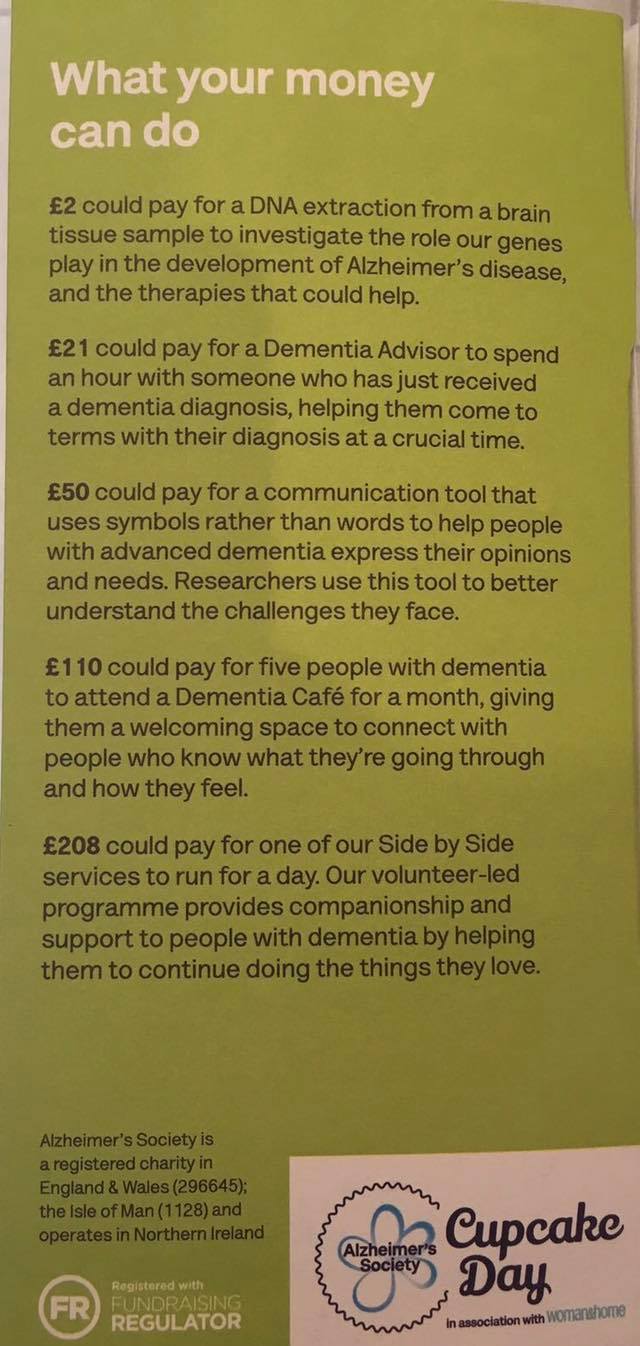 What your money
can do
£2 could pay for a DNA extraction from a brain
tissue sample to investigate the role our genes
play in the development of Alzheimer's disease,
and the therapies that could help.
£21 could pay for a Dementia Advisor to spend
an hour with someone who has just received
a dementia diagnosis, helping them come to
terms with their diagnosis at a crucial time.
£50 could pay for a communication tool that
uses symbols rather than words to help people
with advanced dementia express their opinions
and needs. Researchers use this tool to better
understand the challenges they face.
£110 could pay for five people with dementia
to attend a Dementia Café for a month, giving
them a welcoming space to connect with
people who know what they're going through
and how they feel.
£208 could pay for one of our Side by Side
services to run for a day. Our volunteer-led
programme provides companionship and
support to people with dementia by helping
them to continue doing the things they love.
Alzheimer's Society is
a registered charity in
England & Wales (296645);
the Isle of Man (1128) and
operates in Northern Ireland
FR
Registered with
FUNDRAISING
REGULATOR
Alzheimer's
Society
Cupcake
Day
in association with woman&home